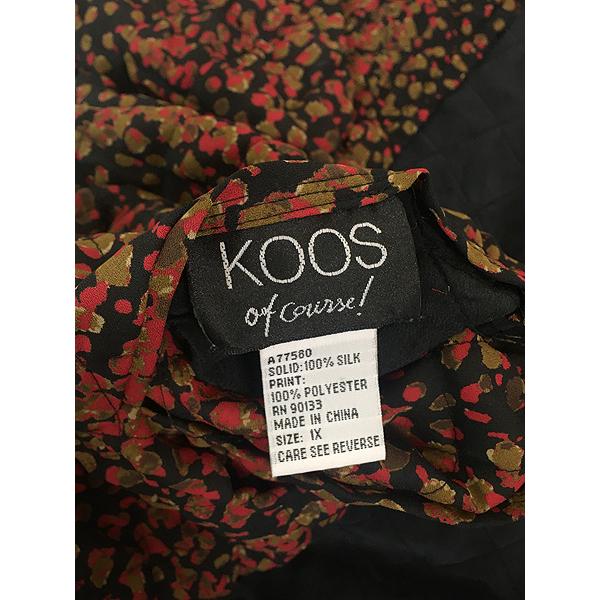 KOOS
of Course!
A77580
SOLID:100% SILK
PRINT:
100% POLYESTER
RN 90133
MADE IN CHINA
SIZE: 1X
CARE SEE REVERSE